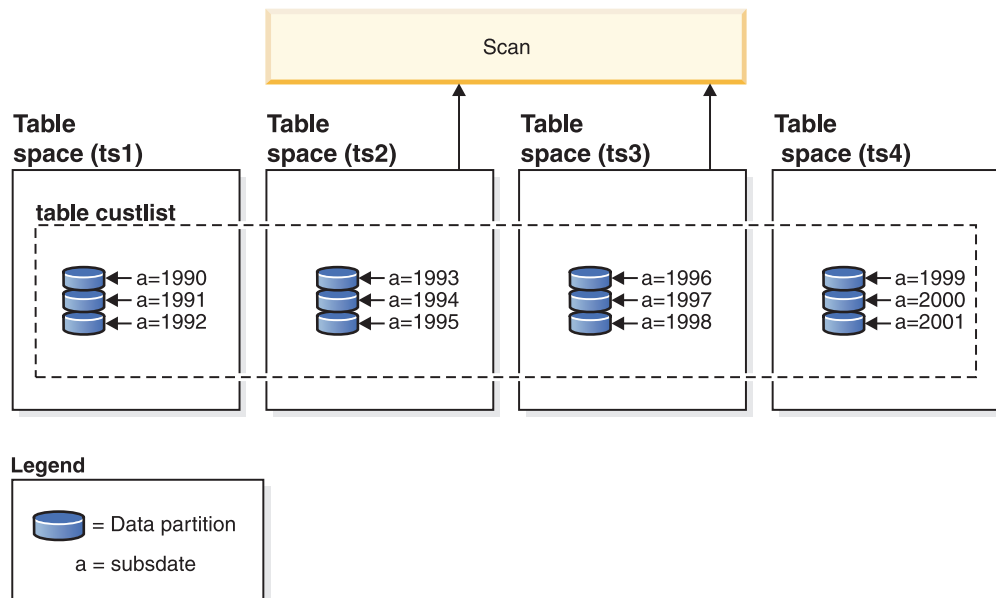 Scan
Table
space (ts1)
Table
space (ts2)
Table
space (ts3)
Table
space (ts4)
table custlist
a=1990
a=1991
a=1992
a=1993
a=1994
a=1995
a=1996
a=1997
a=1998
a=1999
a=2000
a=2001
Legend
= Data partition
a = subsdate